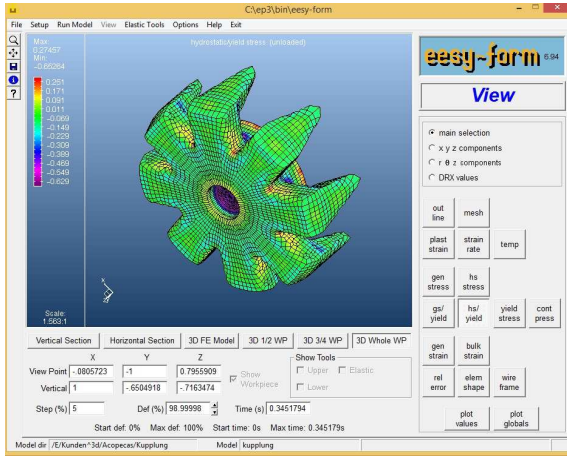 C:\ep3\bin\eesy-form
File Setup Run Model View Elastic Tools Options Help Exit
Max:
0.27457
Min:
-0.65264
hydrostatic/yield stress (unloaded)
0.251
0.171
0.091
0.011
-0.069
-0.149
-0.229
-0.309
-0.389
-0.469
-0.549
-0.629
Scale:
1:563:1
eesy-form 6.94
View
main selection
x y z components
r θ z components
DRX values
out line mesh
plast strain strain rate temp
gen stress hs stress
gs/ yield hs/ yield yield stress cont press
gen strain bulk strain
rel error elem shape wire frame
plot values plot globals
Vertical Section Horizontal Section 3D FE Model 3D 1/2 WP 3D 3/4 WP 3D Whole WP
X Y Z
View Point -.0805723 -1 0.7955909
Vertical 1 -.6504918 -.7163474
Show Workpiece
Show Tools
Upper Elastic
Lower
Step (%) 5 Def (%) 98.99998 Time (s) 0.3451794
Start def: 0% Max def: 100% Start time: 0s Max time: 0.345179s
Model dir /E/Kunden^3d/Acopecas/Kupplung Model kupplung